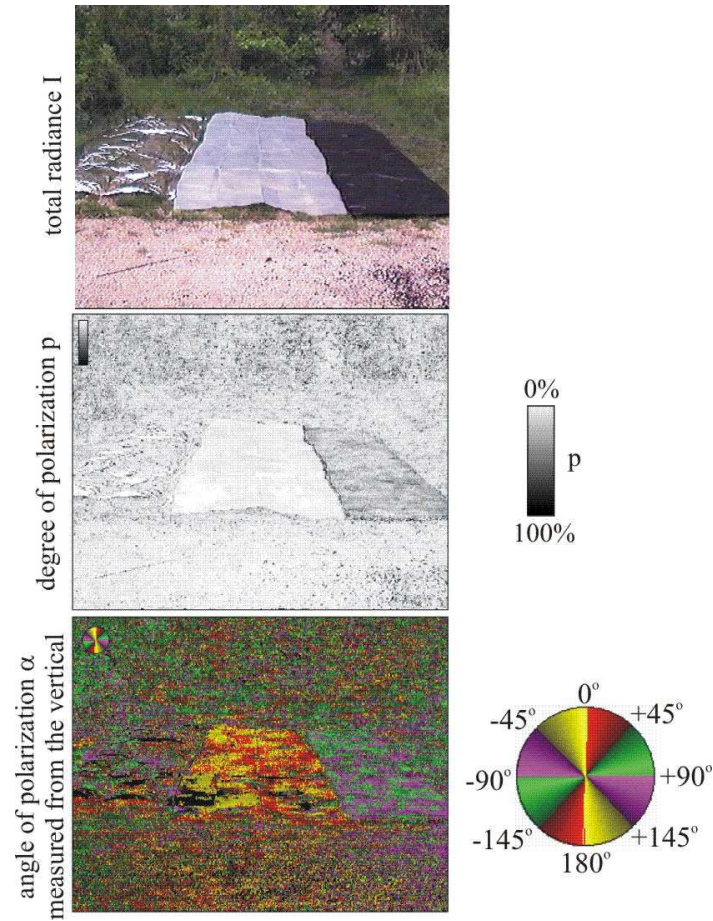 total radiance I
degree of polarization p
0%
p
100%
angle of polarization α
measured from the vertical
0°
-45°
+45°
-90°
+90°
-145°
+145°
180°